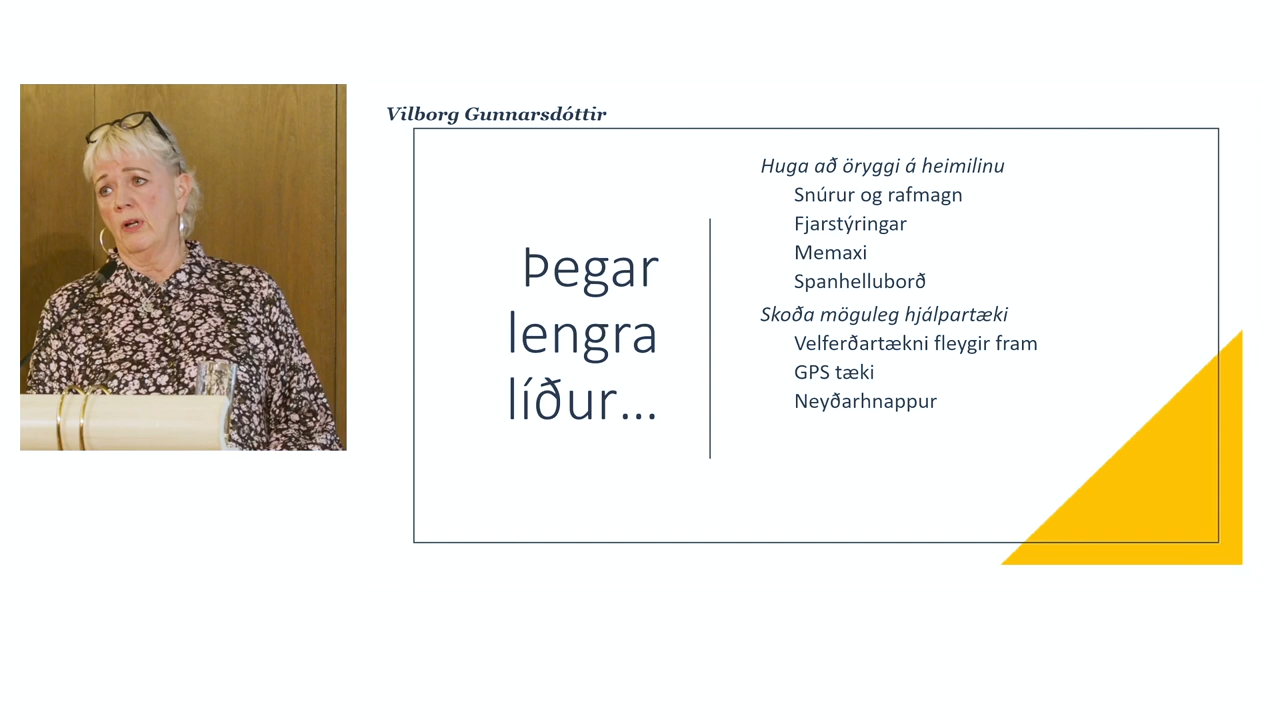 Vilborg Gunnarsdóttir
Þegar
lengra
líður...
Huga að öryggi á heimilinu
Snúrur og rafmagn
Fjarstýringar
Memaxi
Spanhelluborð
Skoða möguleg hjálpartæki
Velferðartækni fleygir fram
GPS tæki
Neyðarhnappur